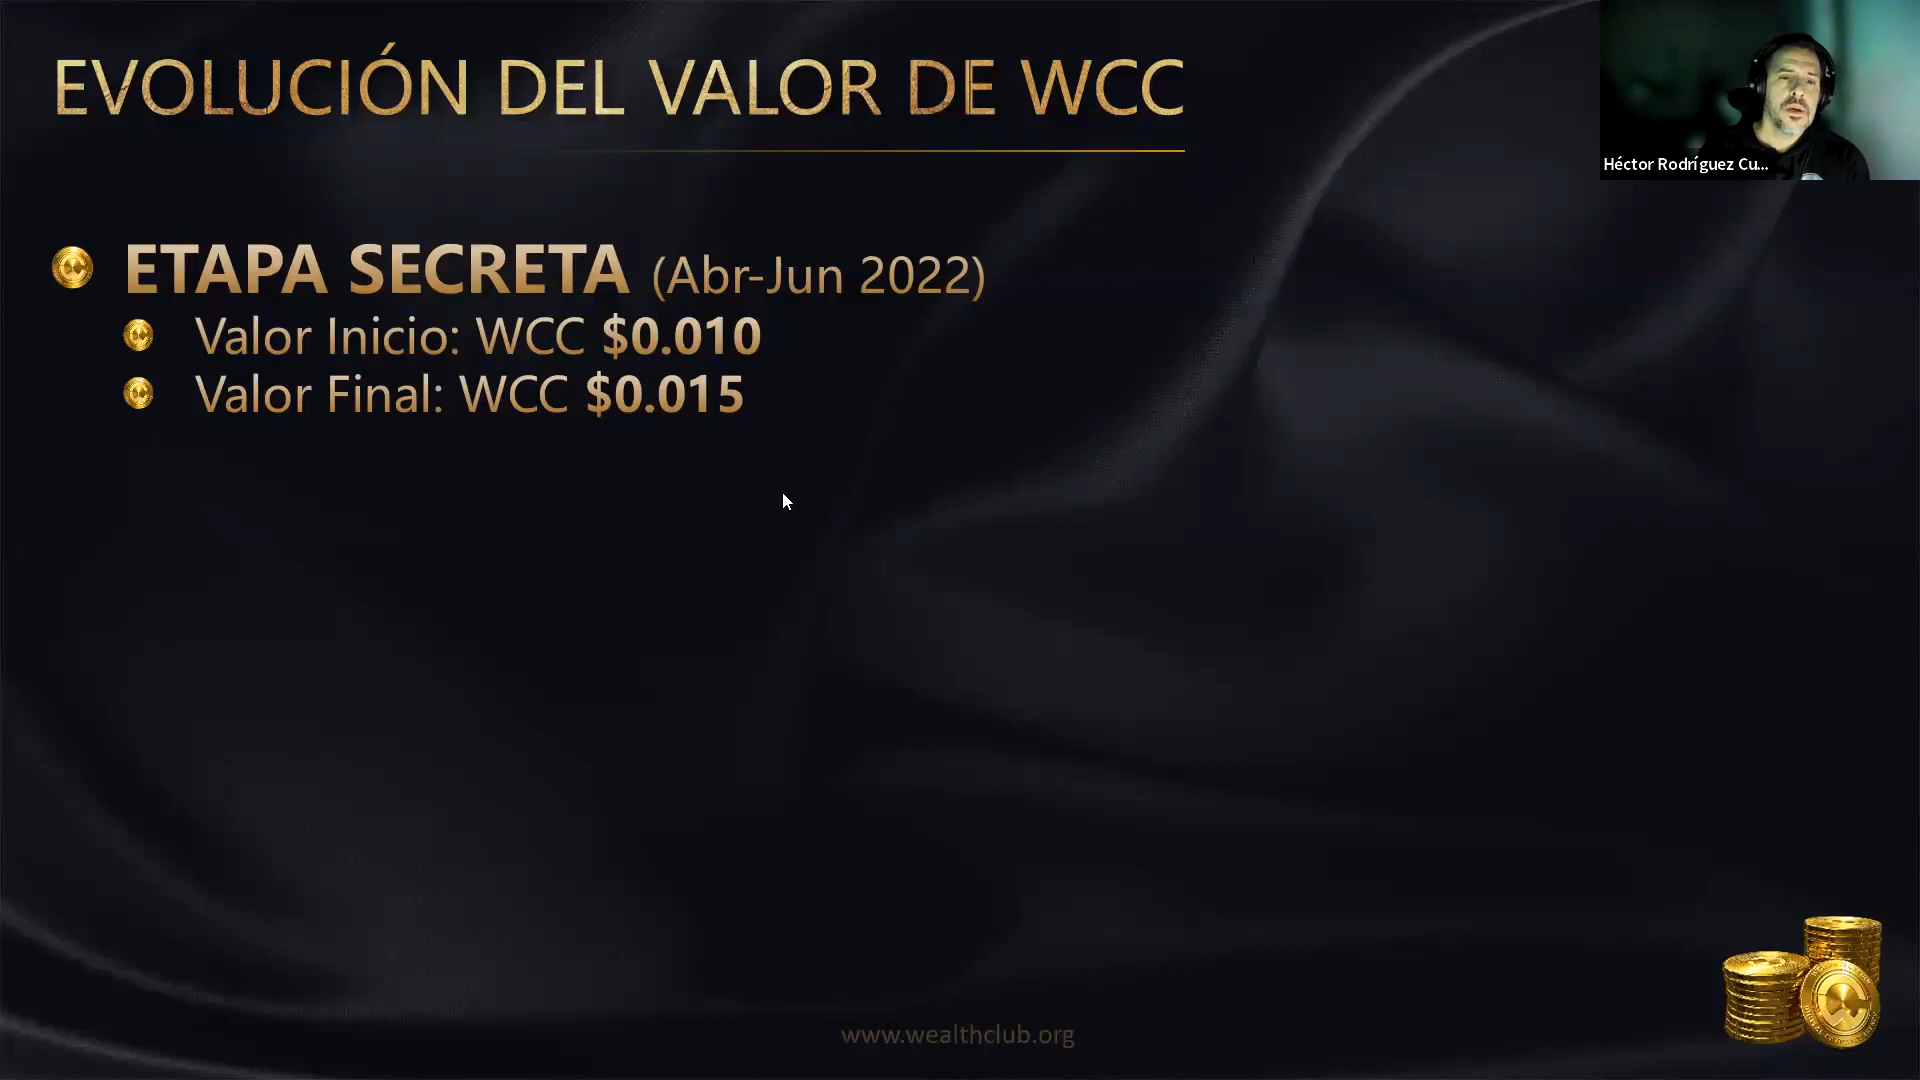 EVOLUCIÓN DEL VALOR DE WCC
Héctor Rodríguez Cu...
ETAPA SECRETA (Abr-Jun 2022)
Valor Inicio: WCC $0.010
Valor Final: WCC $0.015
www.wealthclub.org